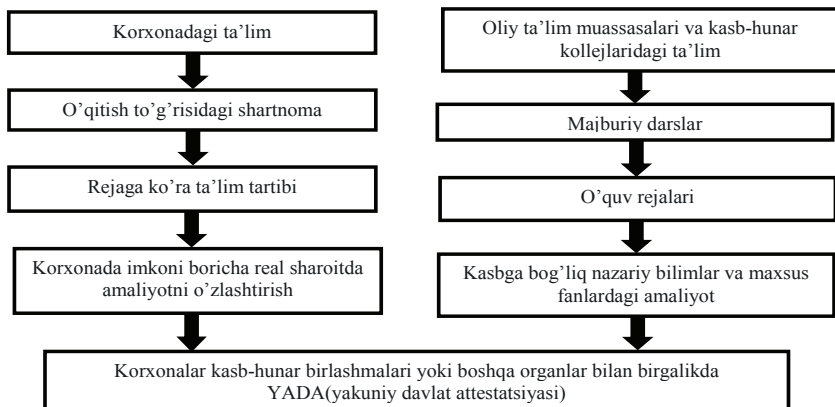 Korxonadagi ta’lim
O’qitish to’g’risidagi shartnoma
Rejaga ko’ra ta’lim tartibi
Korxonada imkoni boricha real sharoitda
amaliyotni o’zlashtirish
Oliy ta’lim muassasalari va kasb-hunar
kollejlaridagi ta’lim
Majburiy darslar
O’quv rejalari
Kasbga bog’liq nazariy bilimlar va maxsus
fanlardagi amaliyot
Korxonalar kasb-hunar birlashmalari yoki boshqa organlar bilan birgalikda
YADA(yakuniy davlat attestatsiyasi)